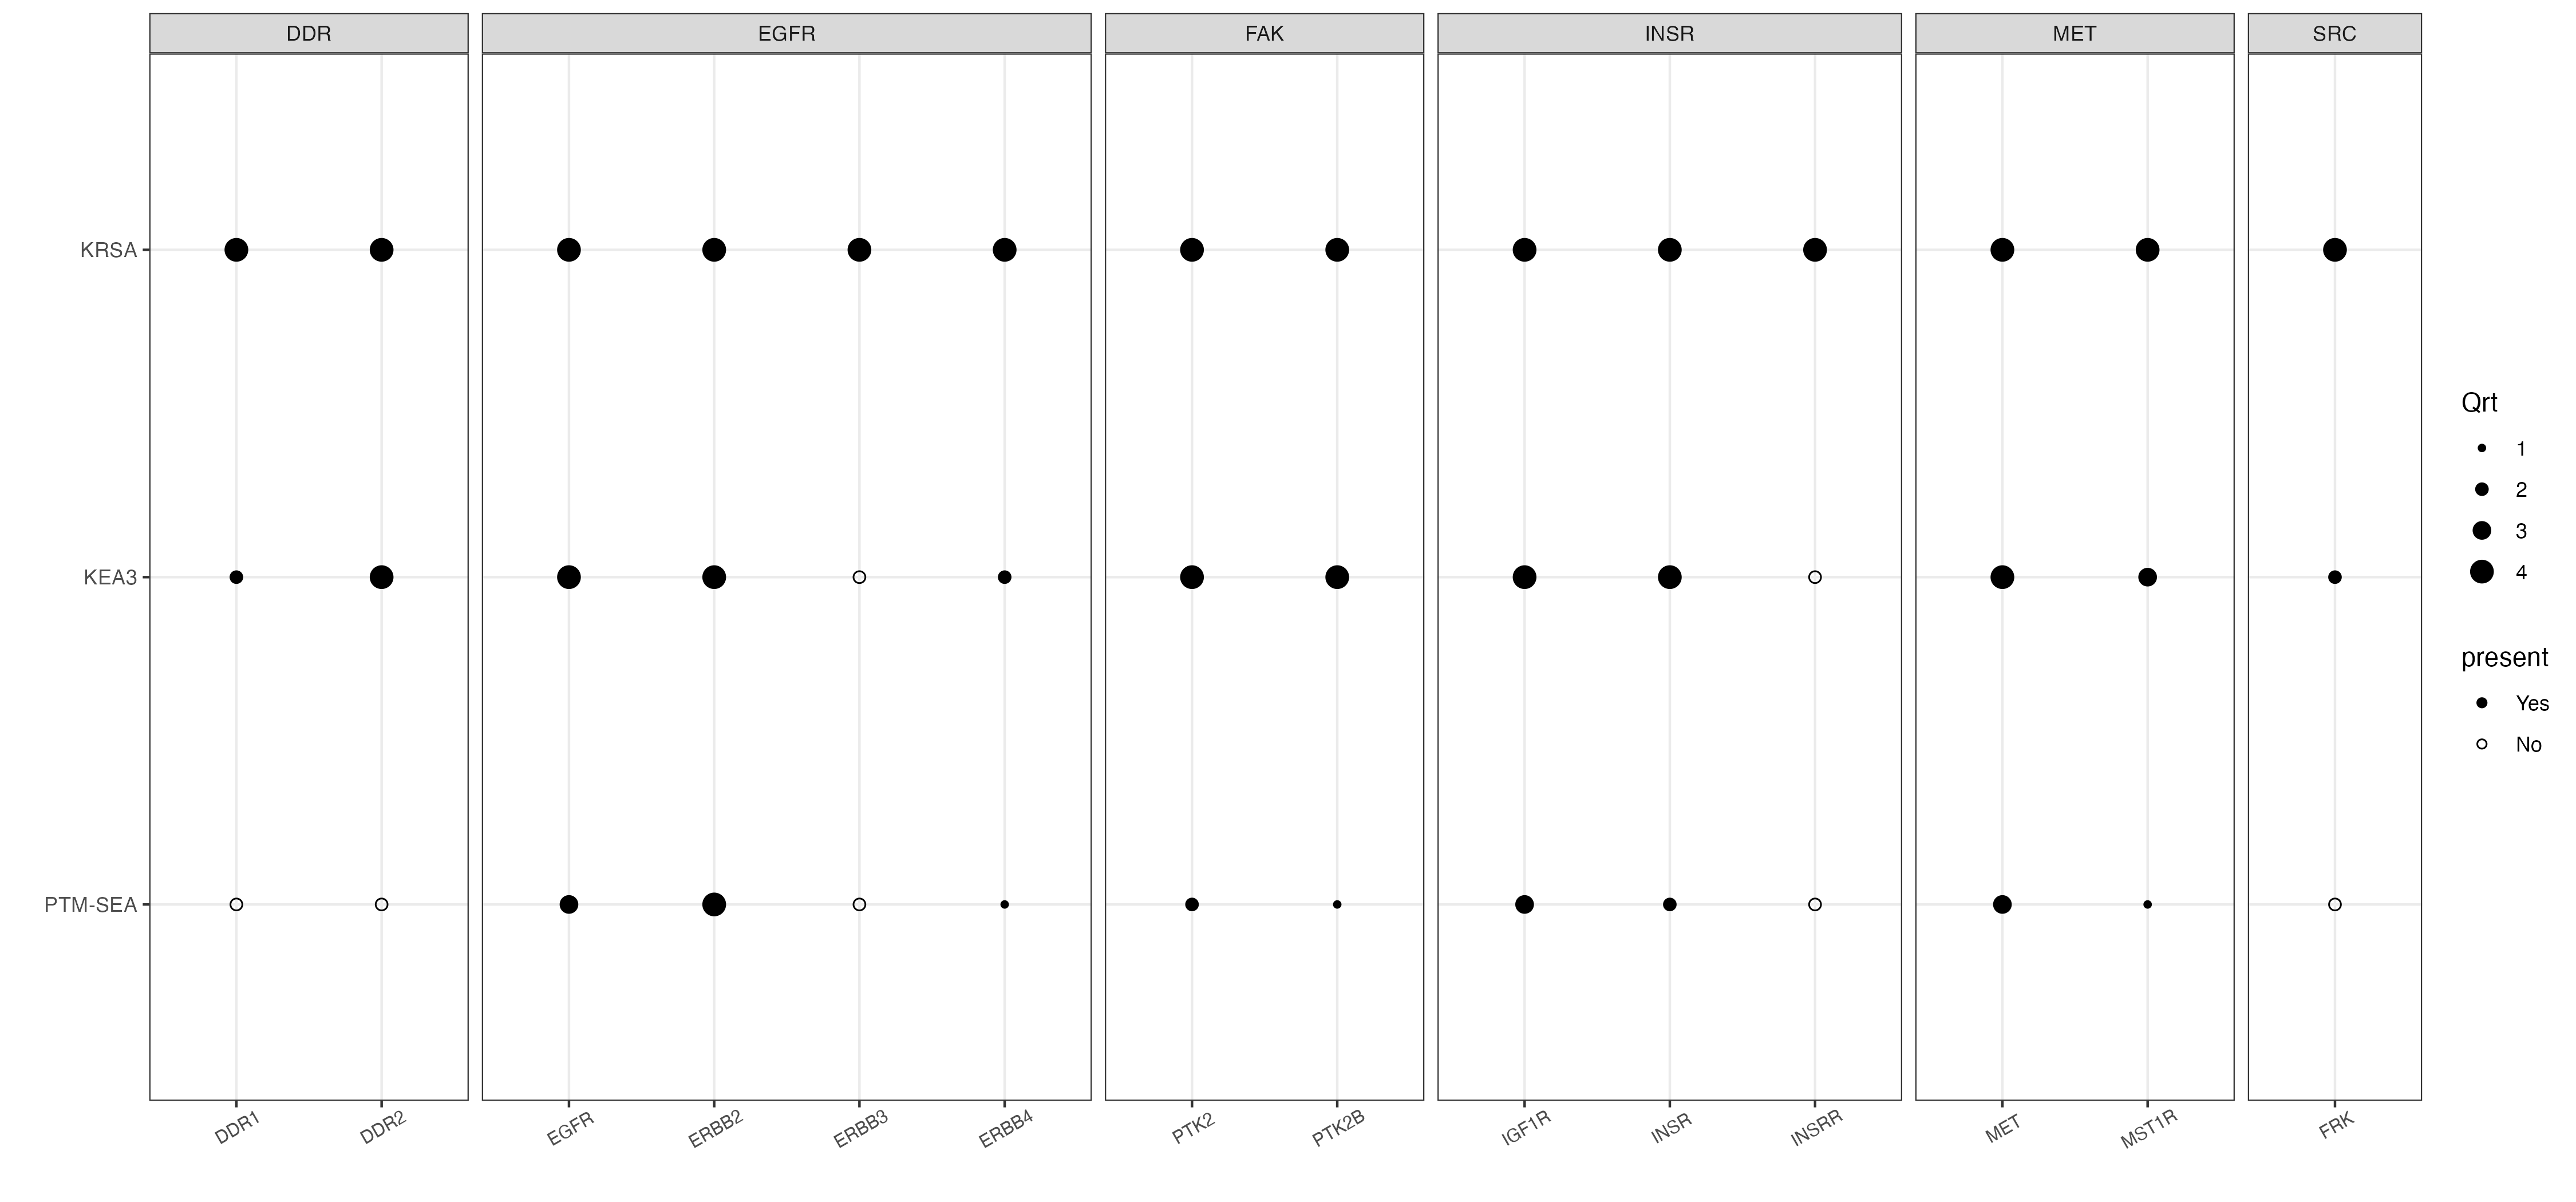 DDR EGFR FAK INSR MET SRC
KRSA
KEA3
PTM-SEA
DDR1 DDR2 EGFR ERBB2 ERBB3 ERBB4 PTK2 PTK2B IGF1R INSR INSRR MET MST1R FRK
Qrt
1
2
3
4
present
Yes
No